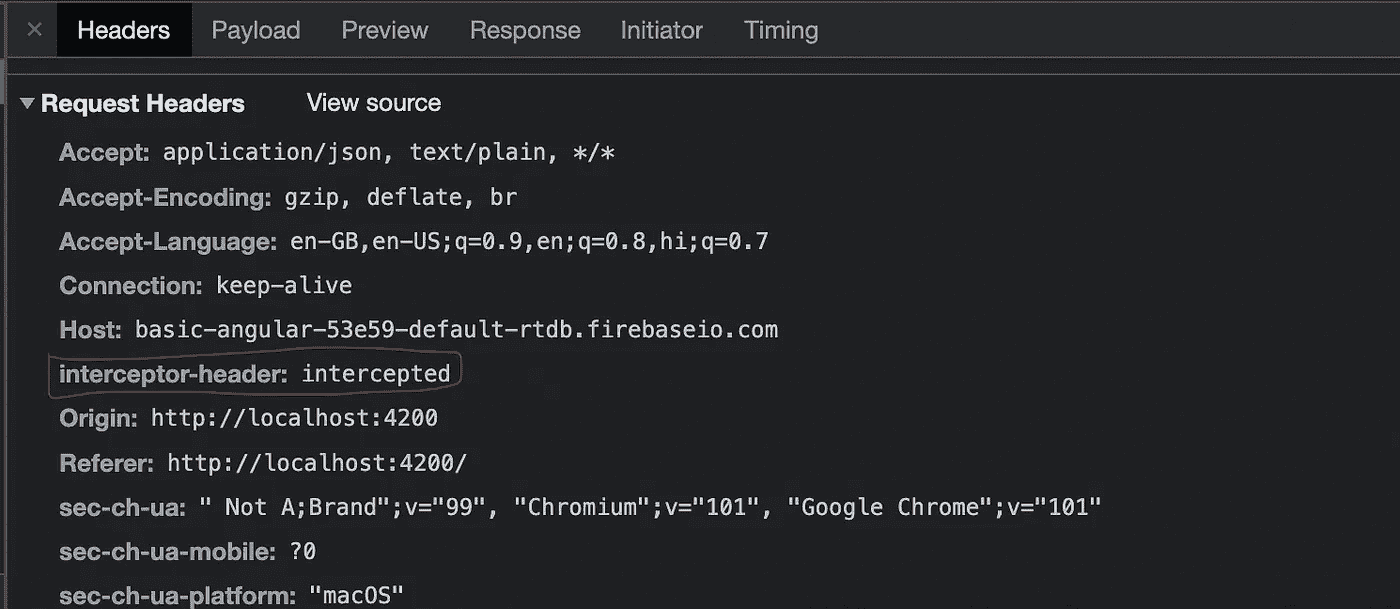 × Headers Payload Preview Response Initiator Timing
▼ Request Headers View source
Accept: application/json, text/plain, */*
Accept-Encoding: gzip, deflate, br
Accept-Language: en-GB,en-US;q=0.9,en;q=0.8,hi;q=0.7
Connection: keep-alive
Host: basic-angular-53e59-default-rtdb.firebaseio.com
interceptor-header: intercepted
Origin: http://localhost:4200
Referer: http://localhost:4200/
sec-ch-ua: " Not A;Brand";v="99", "Chromium";v="101", "Google Chrome";v="101"
sec-ch-ua-mobile: ?0
sec-ch-ua-platform: "macOS"